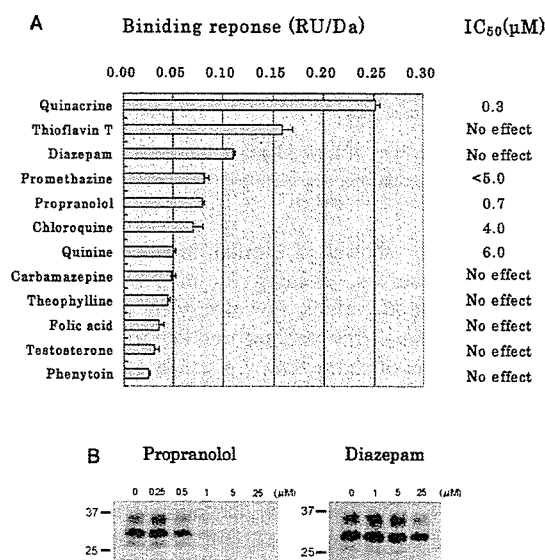 A Biniding reponse (RU/Da) IC50(μM)
0.00 0.05 0.10 0.15 0.20 0.25 0.30
Quinacrine 0.3
Thioflavin T No effect
Diazepam No effect
Promethazine <5.0
Propranolol 0.7
Chloroquine 4.0
Quinine 6.0
Carbamazepine No effect
Theophylline No effect
Folic acid No effect
Testosterone No effect
Phenytoin No effect
B Propranolol Diazepam
0 0.25 0.5 1 5 25 (μM) 0 1 5 25 (μM)
37 37
25 25